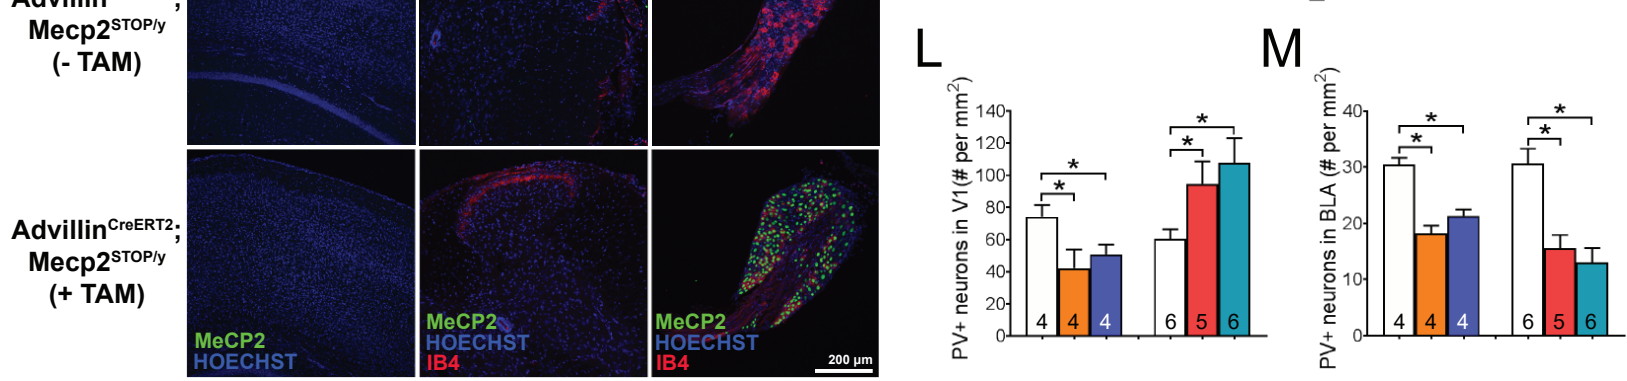 Advillin ;
Mecp2STOP/y
(- TAM)
AdvillinCreERT2;
Mecp2STOP/y
(+ TAM)
MeCP2
HOECHST
MeCP2
HOECHST
IB4
MeCP2
HOECHST
IB4
200 µm
L
PV+ neurons in V1(# per mm2)
140
120
100
80
60
40
20
0
* * * *
4 4 4 6 5 6
M
PV+ neurons in BLA (# per mm2)
40
30
20
10
0
* * * *
4 4 4 6 5 6